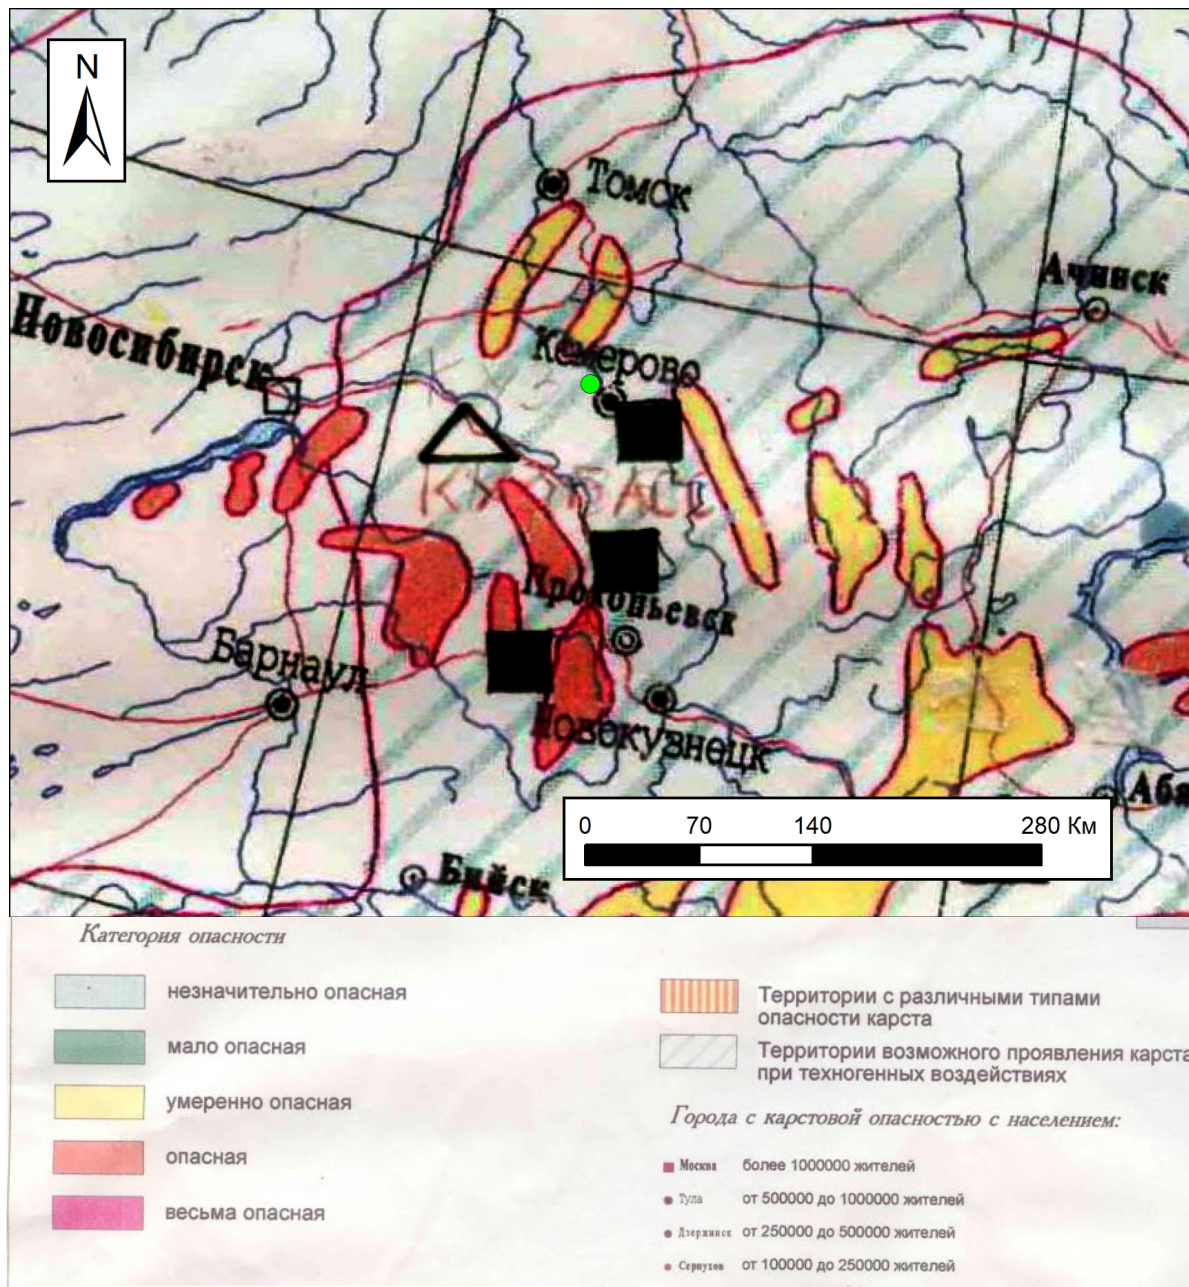 N
Томск
Ачинск
Новосибирск
Кемерово
КУЗБАСС
Прокопьевск
Барнаул
Новокузнецк
Абя
0 70 140 280 Км
Бийск
Категория опасности
незначительно опасная
мало опасная
умеренно опасная
опасная
весьма опасная
Территории с различными типами
опасности карста
Территории возможного проявления карста
при техногенных воздействиях
Города с карстовой опасностью с населением:
Москва более 1000000 жителей
Тула от 500000 до 1000000 жителей
Дзержинск от 250000 до 500000 жителей
Серпухов от 100000 до 250000 жителей